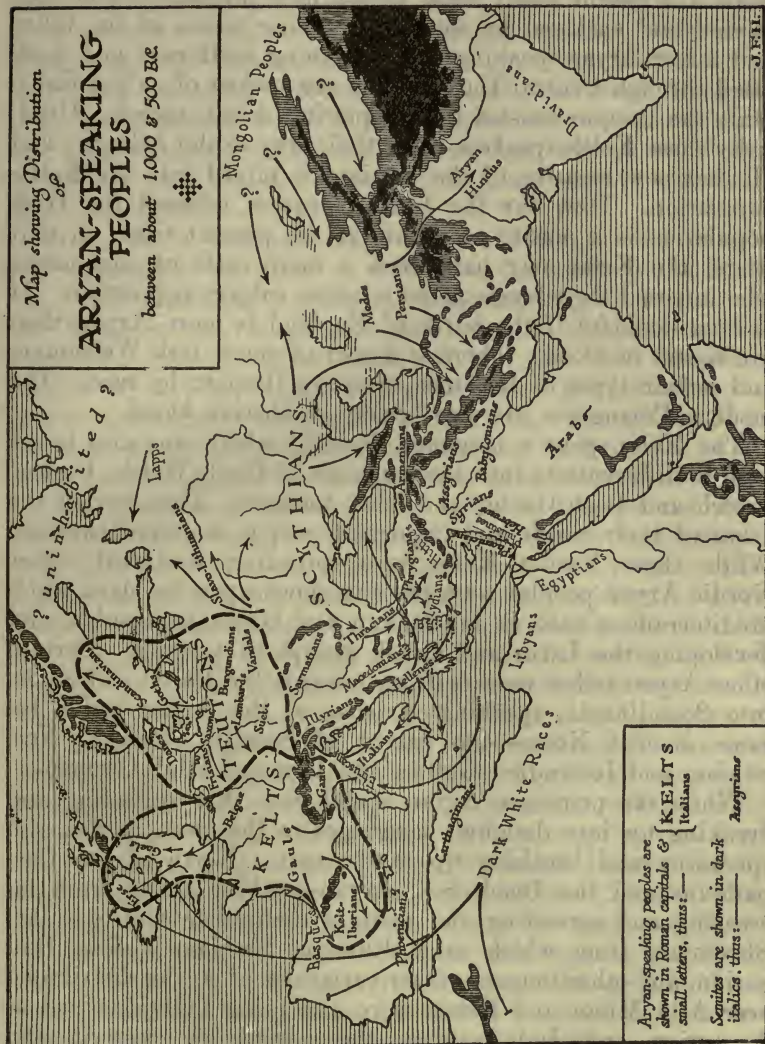 Map showing Distribution
of
ARYAN-SPEAKING
PEOPLES
between about 1,000 & 500 B.C.
? uninhabited ?
Lapps
Mongolian Peoples
?
?
?
?
Scandinavians
Goths
Danes
Slavo-Lithuanians
Frisians
TEUTONS
Burgundians
Lombards
Vandals
Suevi
Gaels
Belgae
KELTS
Gauls
Gauls
SCYTHIANS
Sarmatians
Basques
Kelt-
Iberians
Illyrians
Italians
Thracians
Macedonians
Hellenes
Phrygians
Lydians
Hittites
Armenians
Medes
Persians
Aryan
Hindus
Dravidians
Assyrians
Babylonians
Syrians
Hebrews
Arabs
Phoenicians
Carthaginians
Libyans
Egyptians
Dark White Races
Aryan-speaking peoples are
shown in Roman capitals & { KELTS
small letters, thus:— { Italians
Semites are shown in dark
italics, thus:— Assyrians
J.F.H.